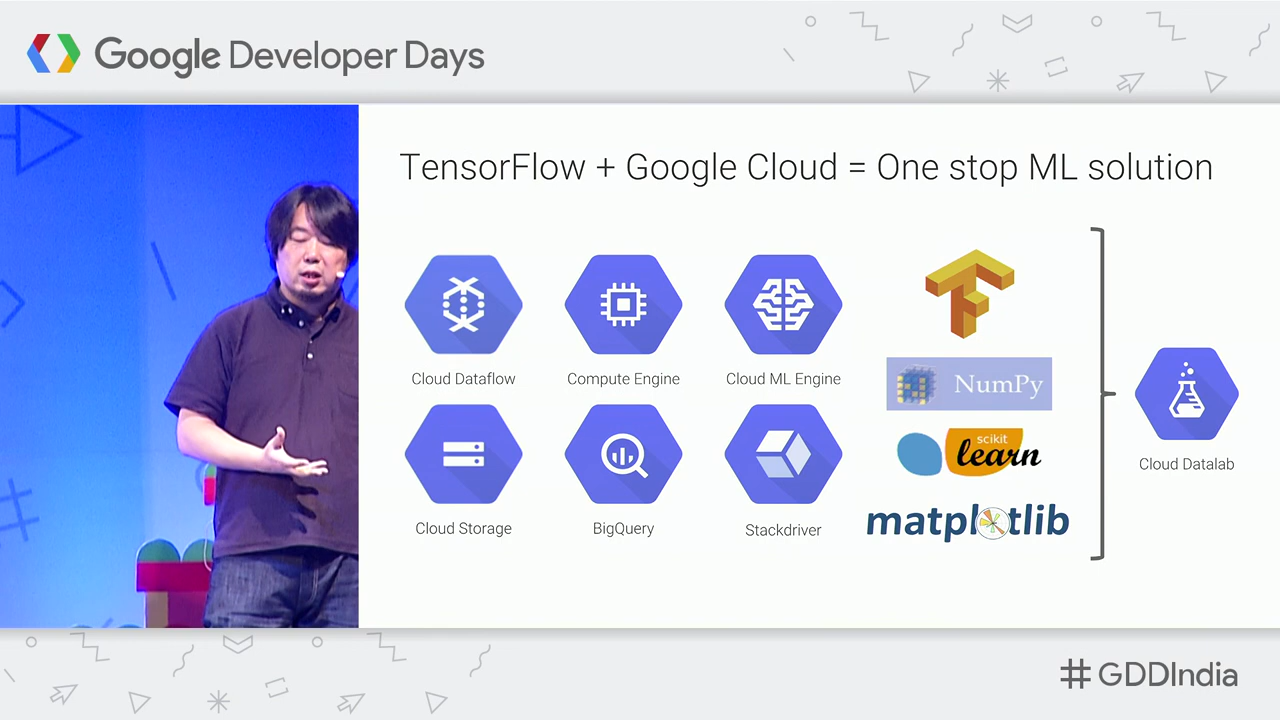 Google Developer Days
TensorFlow + Google Cloud = One stop ML solution
Cloud Dataflow
Compute Engine
Cloud ML Engine
NumPy
Cloud Storage
BigQuery
Stackdriver
scikit
learn
matplotlib
Cloud Datalab
#GDDIndia